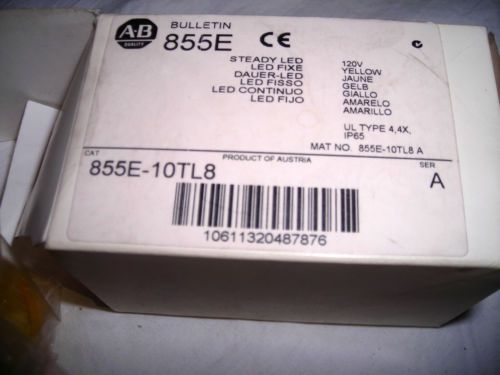 A-B
QUALITY
BULLETIN
855E CE
STEADY LED
LED FIXE
DAUER-LED
LED FISSO
LED CONTINUO
LED FIJO
120V
YELLOW
JAUNE
GELB
GIALLO
AMARELO
AMARILLO
UL TYPE 4,4X,
IP65
MAT NO. 855E-10TL8 A
CAT
PRODUCT OF AUSTRIA
SER.
855E-10TL8
A
10611320487876